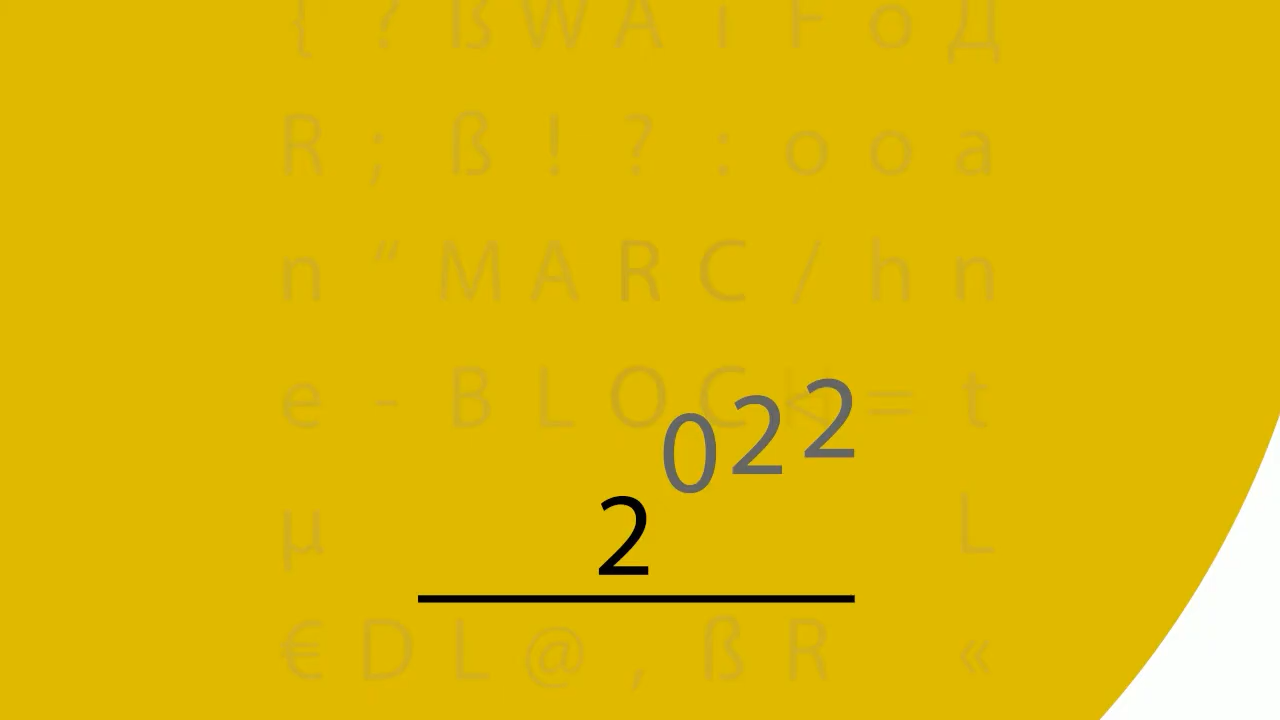 { ? ß W A i F o Д
R ; ß ! ? : o o a
n “ M A R C / h n
e - B L O C K = t
2022
µ L
€ D L @ , ß R «